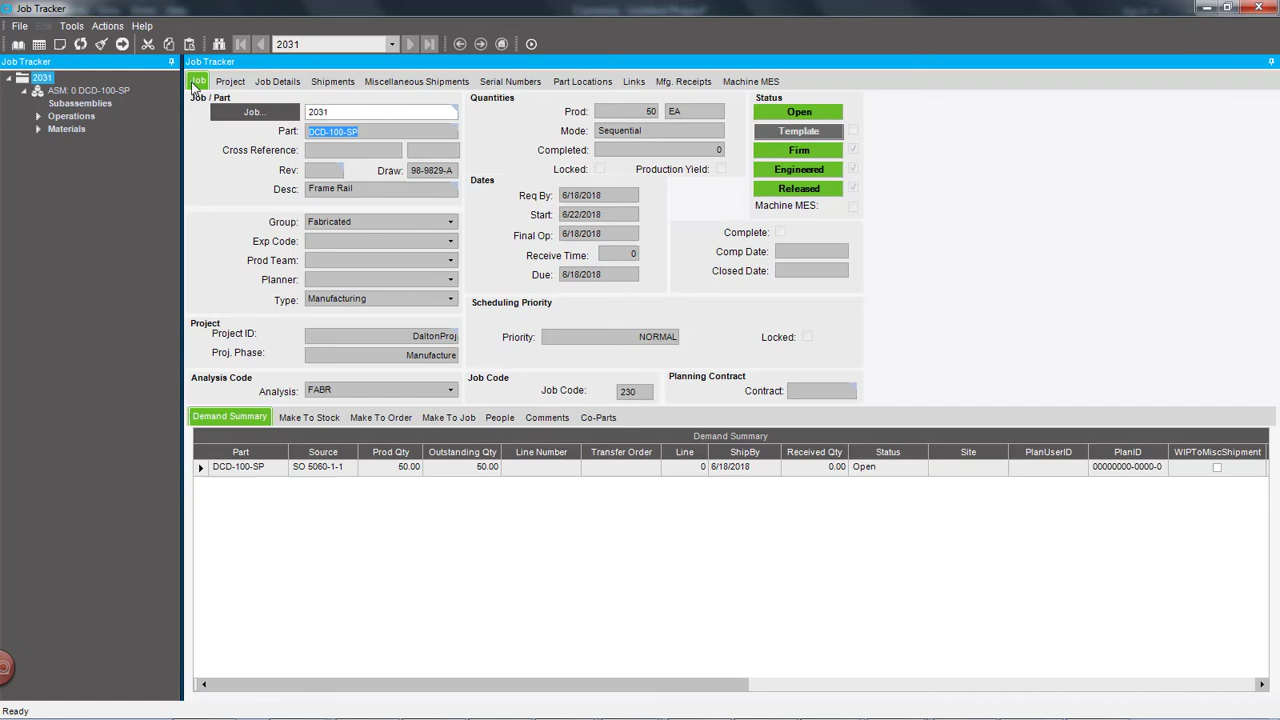 Job Tracker
File Edit Tools Actions Help
2031
Job Tracker
Job Tracker
2031
ASM: 0 DCD-100-SP
Subassemblies
Operations
Materials
Job Project Job Details Shipments Miscellaneous Shipments Serial Numbers Part Locations Links Mfg. Receipts Machine MES
Job / Part
Job... 2031
Part: DCD-100-SP
Cross Reference:
Rev: Draw: 98-9829-A
Desc: Frame Rail
Group: Fabricated
Exp Code:
Prod Team:
Planner:
Type: Manufacturing
Project
Project ID: DaltonProj
Proj. Phase: Manufacture
Analysis Code
Analysis: FABR
Quantities
Prod: 50 EA
Mode: Sequential
Completed: 0
Locked: Production Yield:
Dates
Req By: 6/18/2018
Start: 6/22/2018
Final Op: 6/18/2018
Receive Time: 0
Due: 6/18/2018
Status
Open
Template
Firm
Engineered
Released
Machine MES:
Complete:
Comp Date:
Closed Date:
Scheduling Priority
Priority: NORMAL Locked:
Job Code
Job Code: 230
Planning Contract
Contract:
Demand Summary Make To Stock Make To Order Make To Job People Comments Co-Parts
Demand Summary
Part Source Prod Qty Outstanding Qty Line Number Transfer Order Line ShipBy Received Qty Status Site PlanUserID PlanID WIPToMiscShipment
DCD-100-SP SO 5060-1-1 50.00 50.00 0 6/18/2018 0.00 Open 00000000-0000-0
Ready